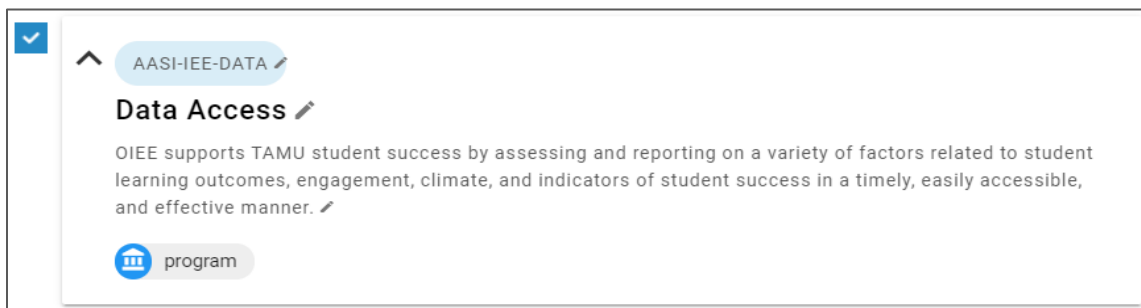 AASI-IEE-DATA
Data Access
OIEE supports TAMU student success by assessing and reporting on a variety of factors related to student
learning outcomes, engagement, climate, and indicators of student success in a timely, easily accessible,
and effective manner.
program